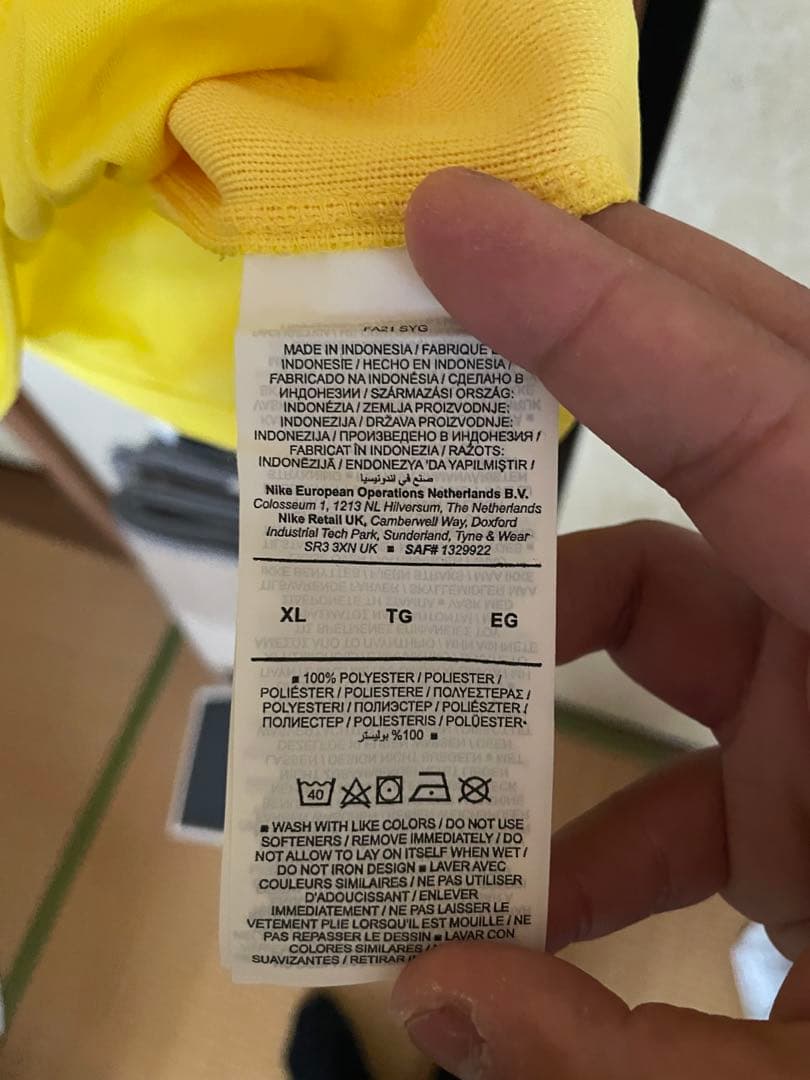 FA21 SYG
MADE IN INDONESIA / FABRIQUE
INDONESIE / HECHO EN INDONESIA /
FABRICADO NA INDONÉSIA / СДЕЛАНО В
ИНДОНЕЗИИ / SZÁRMAZÁSI ORSZÁG:
INDONÉZIA / ZEMLJA PROIZVODNJE:
INDONEZIJA / DRŽAVA PROIZVODNJE:
INDONEZIJA / ПРОИЗВЕДЕНО В ИНДОНЕЗИЯ /
FABRICAT ÎN INDONEZIA / RAŽOTS:
INDONĒZIJĀ / ENDONEZYA 'DA YAPILMIŞTIR /
صنع في اندونيسيا
Nike European Operations Netherlands B.V.
Colosseum 1, 1213 NL Hilversum, The Netherlands
Nike Retail UK, Camberwell Way, Doxford
Industrial Tech Park, Sunderland, Tyne & Wear
SR3 3XN UK ■ SAF# 1329922
XL TG EG
■ 100% POLYESTER / POLIESTER /
POLIÉSTER / POLIESTERE / ΠΟΛΥΕΣΤΕΡΑΣ /
POLYESTERI / ПОЛИЭСТЕР / POLIÉSZTER /
ПОЛИЕСТЕР / POLIESTERIS / POLÜESTER
■ 100% بوليستر
40
■ WASH WITH LIKE COLORS / DO NOT USE
SOFTENERS / REMOVE IMMEDIATELY / DO
NOT ALLOW TO LAY ON ITSELF WHEN WET /
DO NOT IRON DESIGN ■ LAVER AVEC
COULEURS SIMILAIRES / NE PAS UTILISER
D'ADOUCISSANT / ENLEVER
IMMEDIATEMENT / NE PAS LAISSER LE
VETEMENT PLIE LORSQU'IL EST MOUILLE / NE
PAS REPASSER LE DESSIN ■ LAVAR CON
COLORES SIMILARES /
SUAVIZANTES / RETIRAR